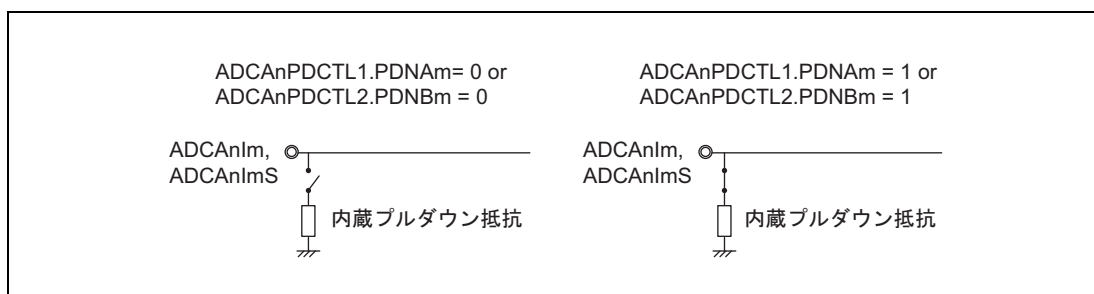 ADCAnPDCTL1.PDNAm= 0 or
ADCAnPDCTL2.PDNBm = 0
ADCAnIm,
ADCAnImS
内蔵プルダウン抵抗
ADCAnPDCTL1.PDNAm = 1 or
ADCAnPDCTL2.PDNBm = 1
ADCAnIm,
ADCAnImS
内蔵プルダウン抵抗